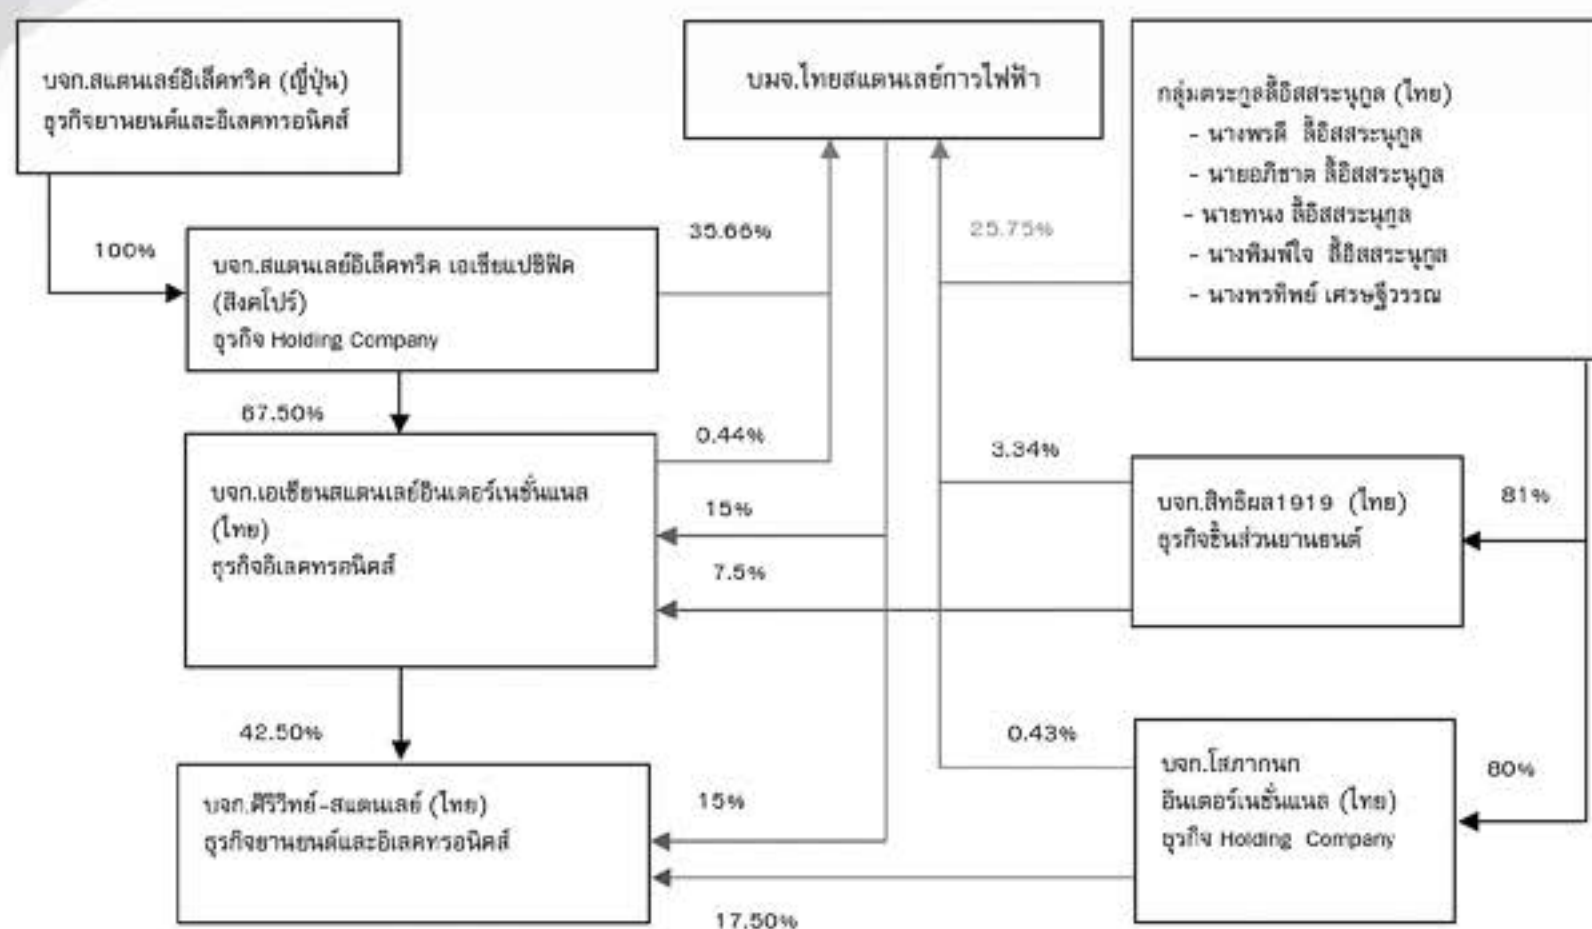 บจก.สแตนเลย์อิเล็คทริค (ญี่ปุ่น)
ธุรกิจยานยนต์และอิเลคทรอนิคส์
บมจ.ไทยสแตนเลย์การไฟฟ้า
กลุ่มตระกูลลี้อิสสระนุกูล (ไทย)
- นางพรดี ลี้อิสสระนุกูล
- นายอภิชาต ลี้อิสสระนุกูล
- นายทนง ลี้อิสสระนุกูล
- นางพิมพ์ใจ ลี้อิสสระนุกูล
- นางพรทิพย์ เศรษฐีวรรณ
100%
บจก.สแตนเลย์อิเล็คทริค เอเชียแปซิฟิค
(สิงคโปร์)
ธุรกิจ Holding Company
35.66%
25.75%
67.50%
0.44%
บจก.เอเชียนสแตนเลย์อินเตอร์เนชั่นแนล
(ไทย)
ธุรกิจอิเลคทรอนิคส์
15%
7.5%
3.34%
บจก.สิทธิผล1919 (ไทย)
ธุรกิจชิ้นส่วนยานยนต์
81%
42.50%
บจก.ศิริวิทย์-สแตนเลย์ (ไทย)
ธุรกิจยานยนต์และอิเลคทรอนิคส์
15%
17.50%
0.43%
บจก.โสภากนก
อินเตอร์เนชั่นแนล (ไทย)
ธุรกิจ Holding Company
80%